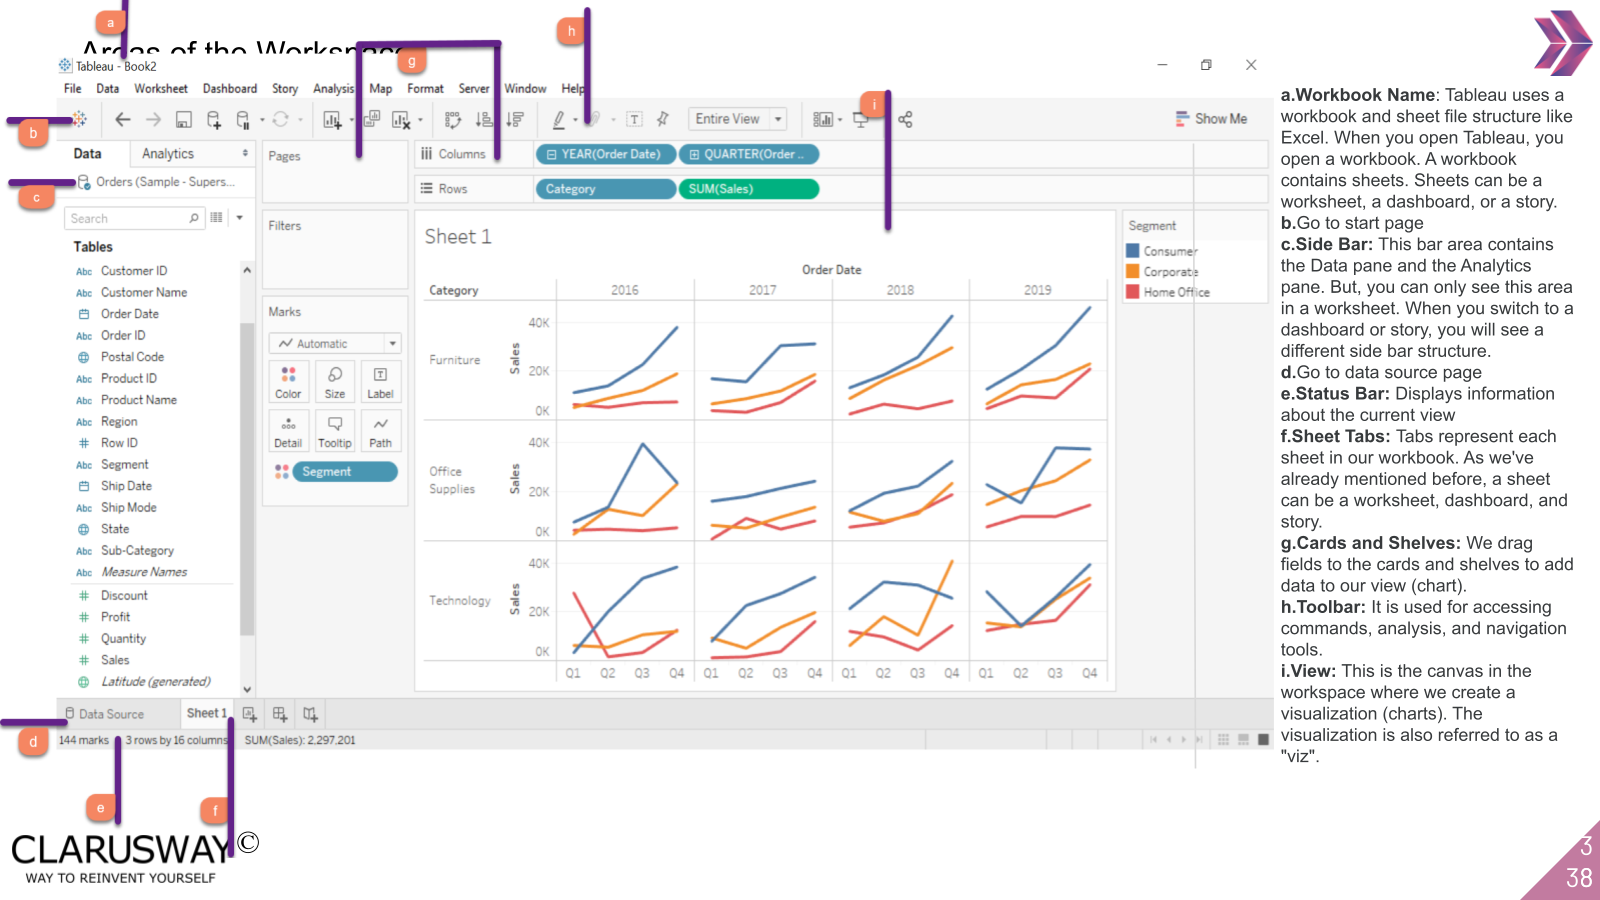 a
h
Areas of the Workspace
g
Tableau - Book2
File Data Worksheet Dashboard Story Analysis Map Format Server Window Help
i
b
Entire View
Show Me
Data Analytics
Pages
Columns YEAR(Order Date) QUARTER(Order ..
c
Orders (Sample - Supers...
Rows Category SUM(Sales)
Search
Filters
Sheet 1
Segment
Consumer
Corporate
Home Office
Tables
Abc Customer ID
Abc Customer Name
Order Date
Abc Order ID
Postal Code
Abc Product ID
Abc Product Name
Abc Region
# Row ID
Abc Segment
Ship Date
Abc Ship Mode
State
Abc Sub-Category
Abc Measure Names
# Discount
# Profit
# Quantity
# Sales
Latitude (generated)
Marks
Automatic
Color Size Label
Detail Tooltip Path
Segment
Order Date
Category 2016 2017 2018 2019
Furniture
Sales
40K
20K
0K
Office
Supplies
Sales
40K
20K
0K
Technology
Sales
40K
20K
0K
Q1 Q2 Q3 Q4 Q1 Q2 Q3 Q4 Q1 Q2 Q3 Q4 Q1 Q2 Q3 Q4
Data Source Sheet 1
d
144 marks 3 rows by 16 columns SUM(Sales): 2,297,201
e
f
a.Workbook Name: Tableau uses a
workbook and sheet file structure like
Excel. When you open Tableau, you
open a workbook. A workbook
contains sheets. Sheets can be a
worksheet, a dashboard, or a story.
b.Go to start page
c.Side Bar: This bar area contains
the Data pane and the Analytics
pane. But, you can only see this area
in a worksheet. When you switch to a
dashboard or story, you will see a
different side bar structure.
d.Go to data source page
e.Status Bar: Displays information
about the current view
f.Sheet Tabs: Tabs represent each
sheet in our workbook. As we've
already mentioned before, a sheet
can be a worksheet, dashboard, and
story.
g.Cards and Shelves: We drag
fields to the cards and shelves to add
data to our view (chart).
h.Toolbar: It is used for accessing
commands, analysis, and navigation
tools.
i.View: This is the canvas in the
workspace where we create a
visualization (charts). The
visualization is also referred to as a
"viz".
CLARUSWAY©
WAY TO REINVENT YOURSELF
3
38